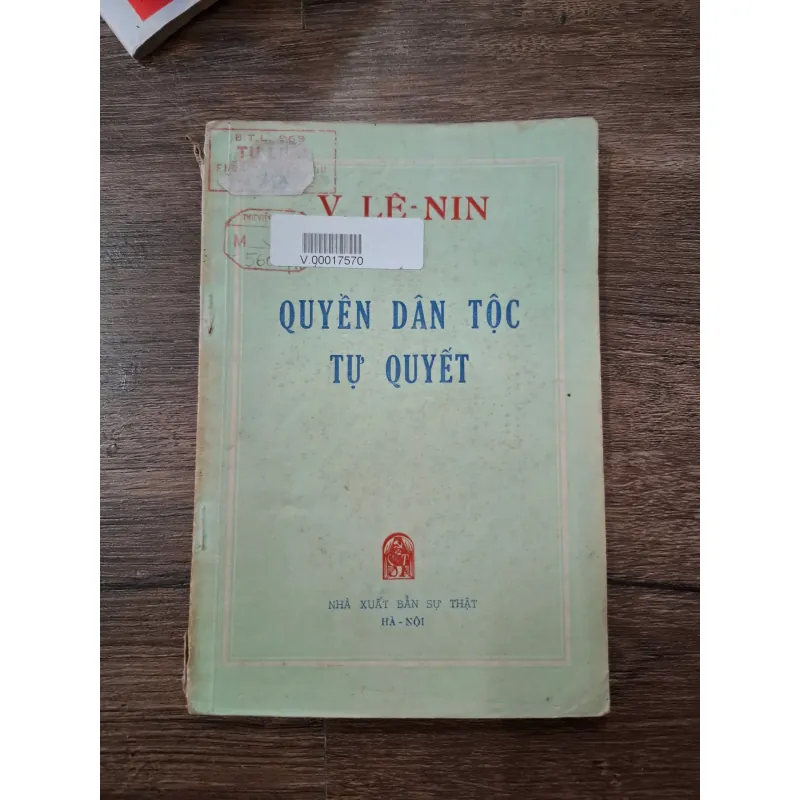 V. LÊ-NIN
V.00017570
QUYỀN DÂN TỘC
TỰ QUYẾT
NHÀ XUẤT BẢN SỰ THẬT
HÀ-NỘI